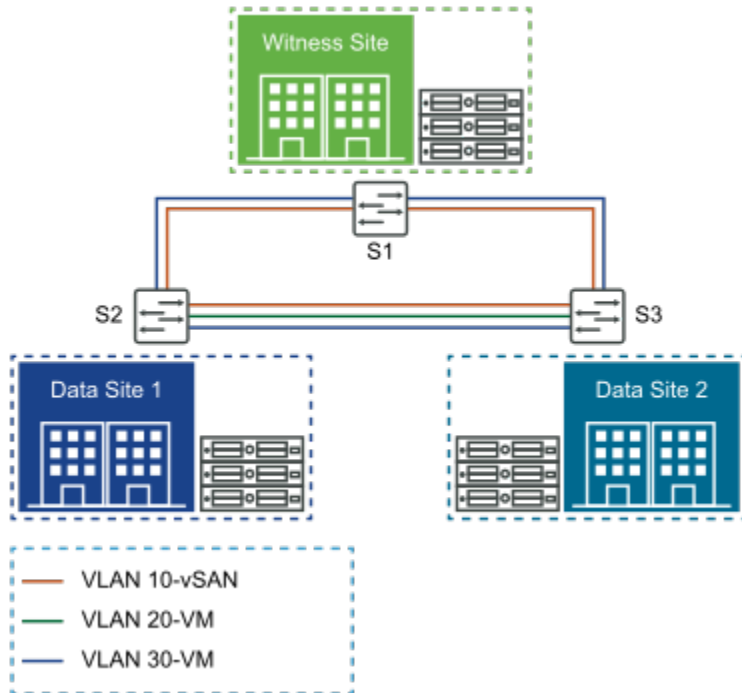 Witness Site
S1
S2
S3
Data Site 1
Data Site 2
VLAN 10-vSAN
VLAN 20-VM
VLAN 30-VM